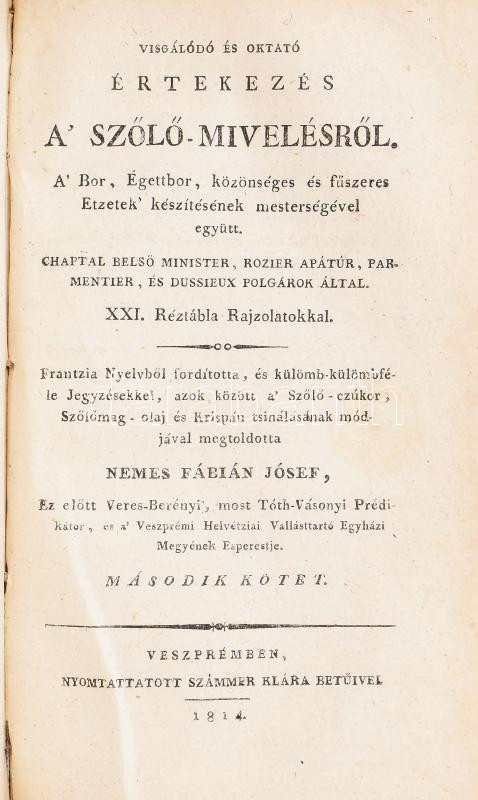 VISGÁLÓDÓ ÉS OKTATÓ
ÉRTEKEZÉS
A' SZŐLŐ-MIVELÉSRŐL.
A' Bor, Égettbor, közönséges és fűszeres
Etzetek' készítésének mesterségével
együtt.
CHAPTAL BELSŐ MINISTER, ROZIER APÁTÚR, PAR-
MENTIER, ÉS DUSSIEUX POLGÁROK ÁLTAL.
XXI. Réztábla Rajzolatokkal.
Frantzia Nyelvből fordította, és külömb-külömbfé-
le Jegyzésekkel, azok között a' Szőlő-czúkor,
Szőlőmag-olaj és Krispán tsinálásának mód-
jával megtoldotta
NEMES FÁBIÁN JÓSEF,
Ez előtt Veres-Berényi, most Tóth-Vásonyi Prédi-
kátor, és a' Veszprémi Helvétziai Vallásttartó Egyházi
Megyének Esperestje.
MÁSODIK KÖTET.
VESZPRÉMBEN,
NYOMTATTATOTT SZÁMMER KLÁRA BETŰIVEL
1814.